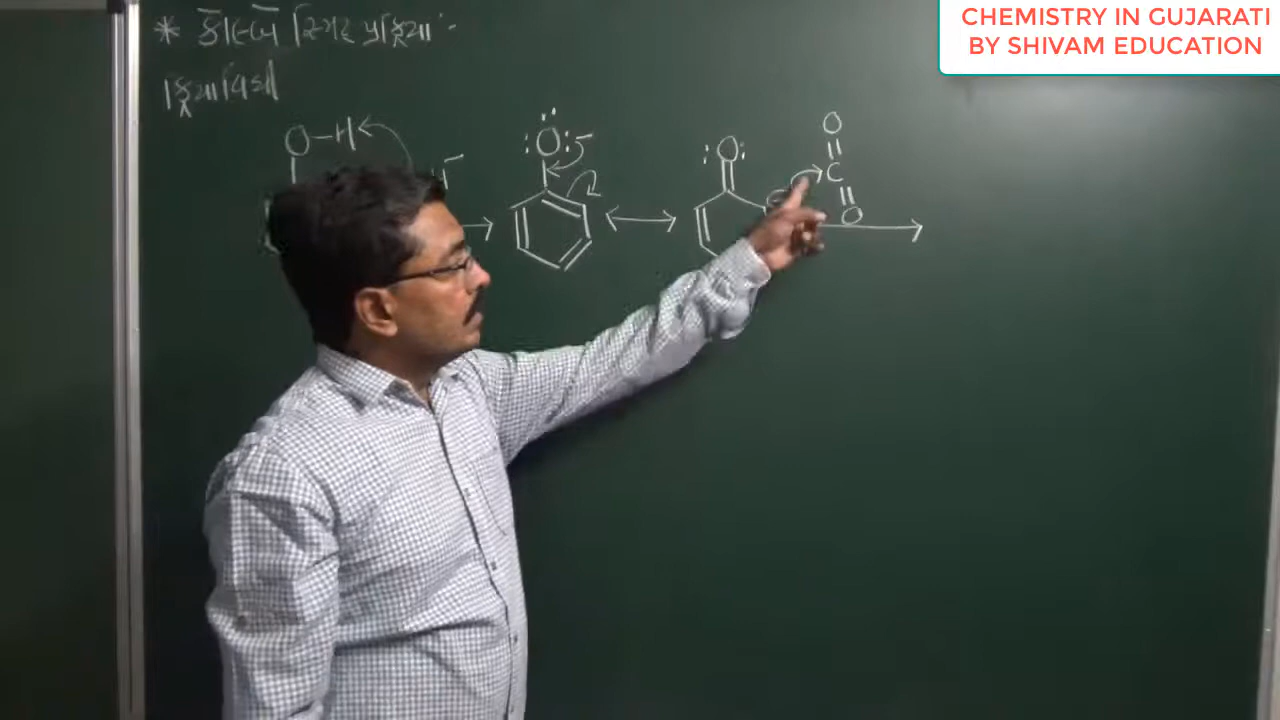 CHEMISTRY IN GUJARATI
BY SHIVAM EDUCATION
* કોલ્બે સ્મિટ પ્રક્રિયા :-
ક્રિયાવિધી
O-H
:Ö: -
:O:
O
C
O